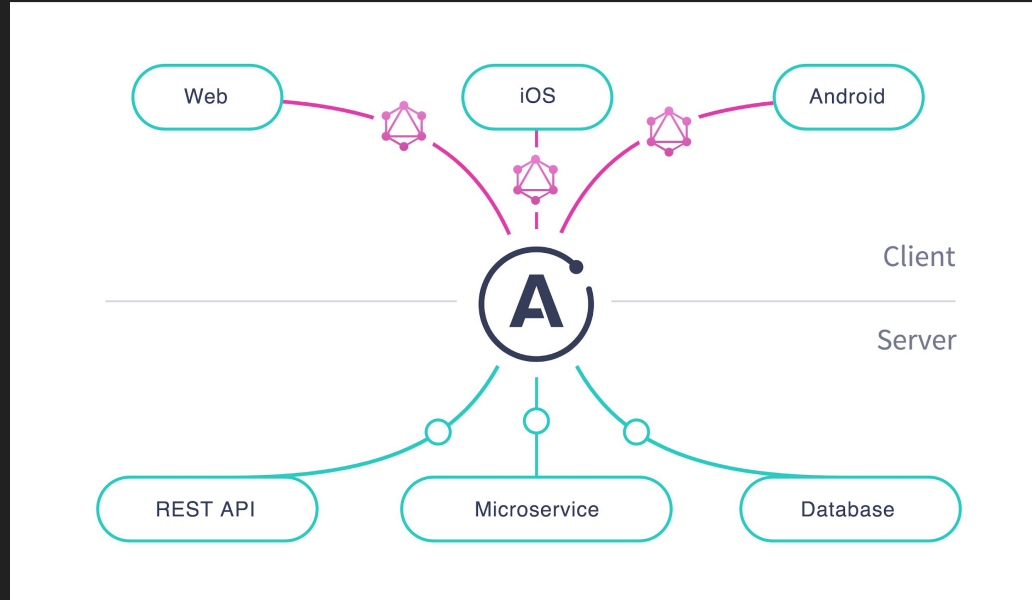 Web
iOS
Android
A
Client
Server
REST API
Microservice
Database